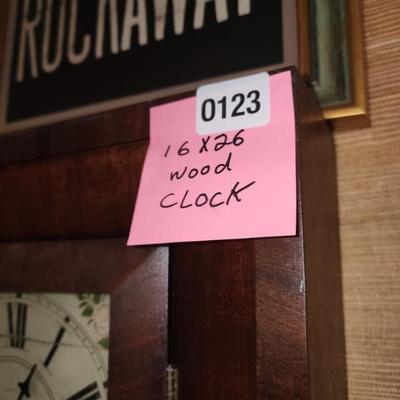 ROCKAWAY
0123
16 X 26
wood
CLOCK